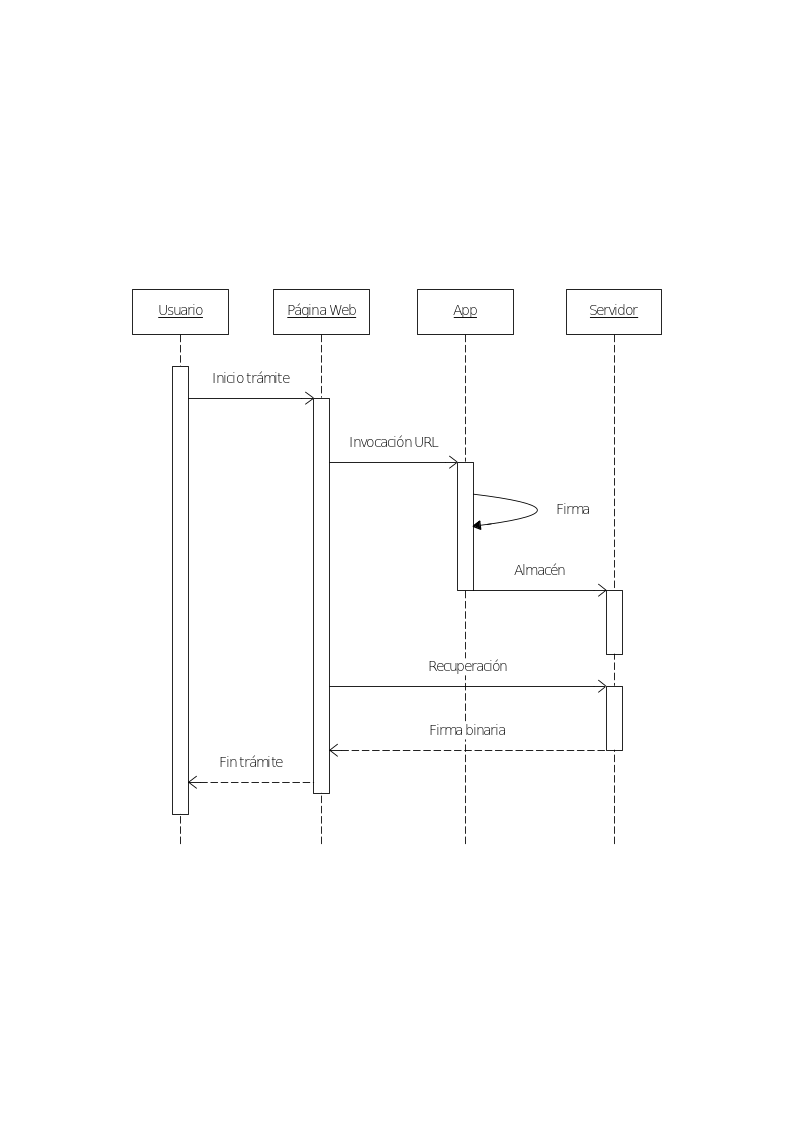 Usuario
Página Web
App
Servidor
Inicio trámite
Invocación URL
Firma
Almacén
Recuperación
Firma binaria
Fin trámite